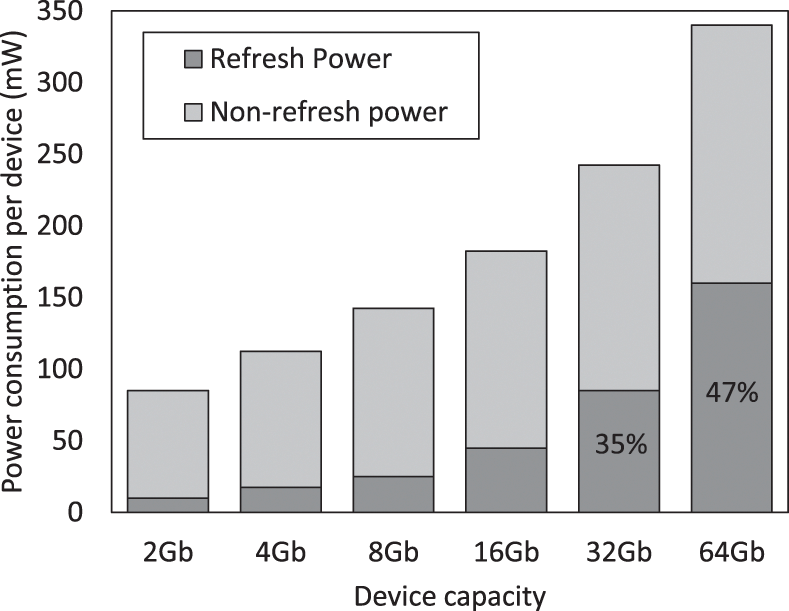 Power consumption per device (mW)
350
300
250
200
150
100
50
0
Refresh Power
Non-refresh power
35%
47%
2Gb 4Gb 8Gb 16Gb 32Gb 64Gb
Device capacity